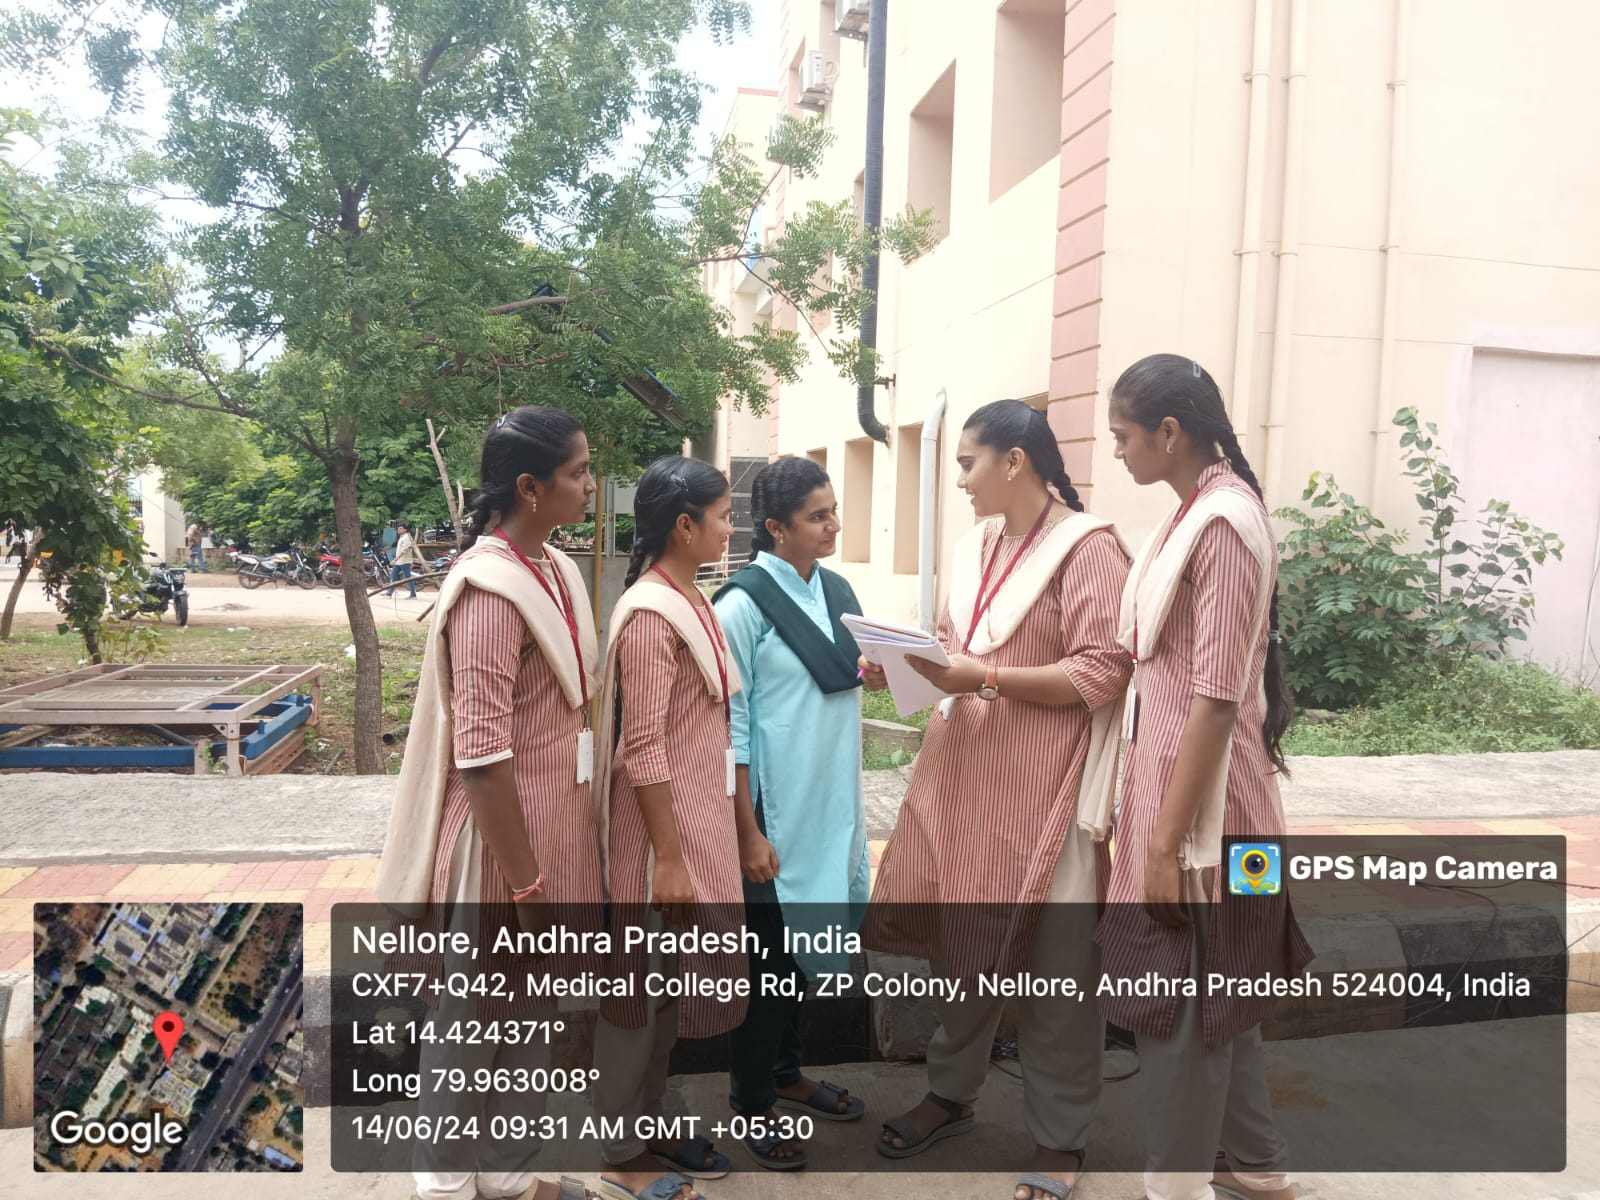 GPS Map Camera
Nellore, Andhra Pradesh, India
CXF7+Q42, Medical College Rd, ZP Colony, Nellore, Andhra Pradesh 524004, India
Lat 14.424371°
Long 79.963008°
14/06/24 09:31 AM GMT +05:30
Google